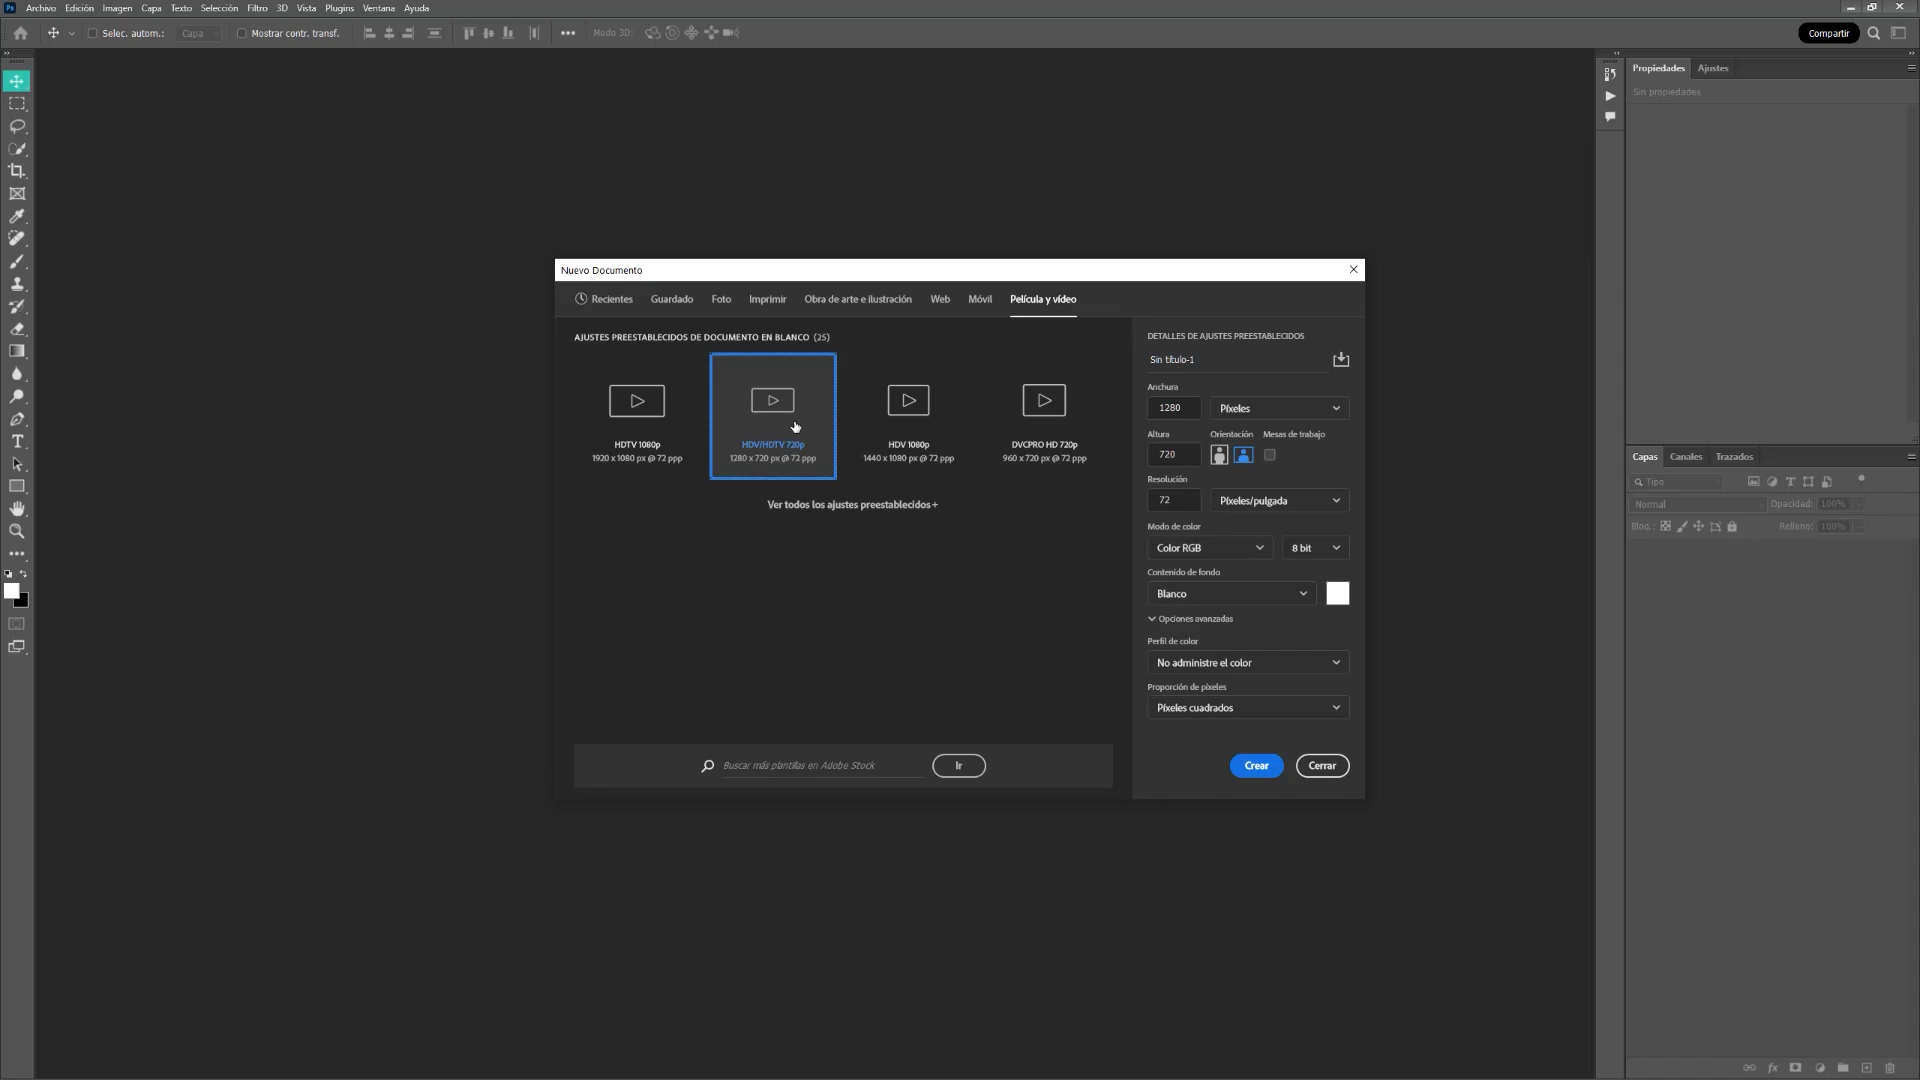 Ps Archivo Edición Imagen Capa Texto Selección Filtro 3D Vista Plugins Ventana Ayuda
Selec. autom.: Capa Mostrar contr. transf. Modo 3D: Compartir
Propiedades Ajustes
Sin propiedades
Nuevo Documento
Recientes Guardado Foto Imprimir Obra de arte e ilustración Web Móvil Película y vídeo
AJUSTES PREESTABLECIDOS DE DOCUMENTO EN BLANCO (25)
HDTV 1080p
1920 x 1080 px @ 72 ppp
HDV/HDTV 720p
1280 x 720 px @ 72 ppp
HDV 1080p
1440 x 1080 px @ 72 ppp
DVCPRO HD 720p
960 x 720 px @ 72 ppp
Ver todos los ajustes preestablecidos+
Buscar más plantillas en Adobe Stock
Ir
DETALLES DE AJUSTES PREESTABLECIDOS
Sin título-1
Anchura
1280 Píxeles
Altura Orientación Mesas de trabajo
720
Resolución
72 Píxeles/pulgada
Modo de color
Color RGB 8 bit
Contenido de fondo
Blanco
Opciones avanzadas
Perfil de color
No administre el color
Proporción de píxeles
Píxeles cuadrados
Crear Cerrar
Capas Canales Trazados
Tipo
Normal Opacidad: 100%
Bloq.: Relleno: 100%
fx